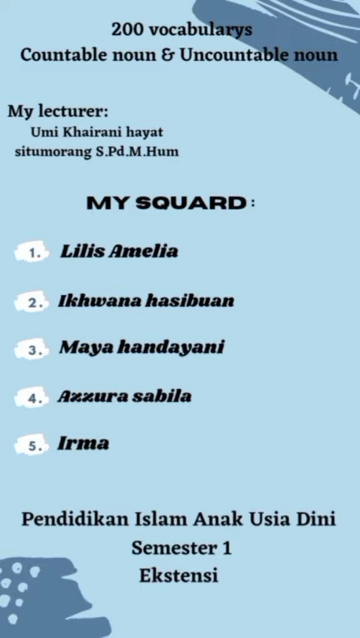 200 vocabularys
Countable noun & Uncountable noun
My lecturer:
Umi Khairani hayat
situmorang S.Pd.M.Hum
MY SQUARD :
1. Lilis Amelia
2. Ikhwana hasibuan
3. Maya handayani
4. Azzura sabila
5. Irma
Pendidikan Islam Anak Usia Dini
Semester 1
Ekstensi